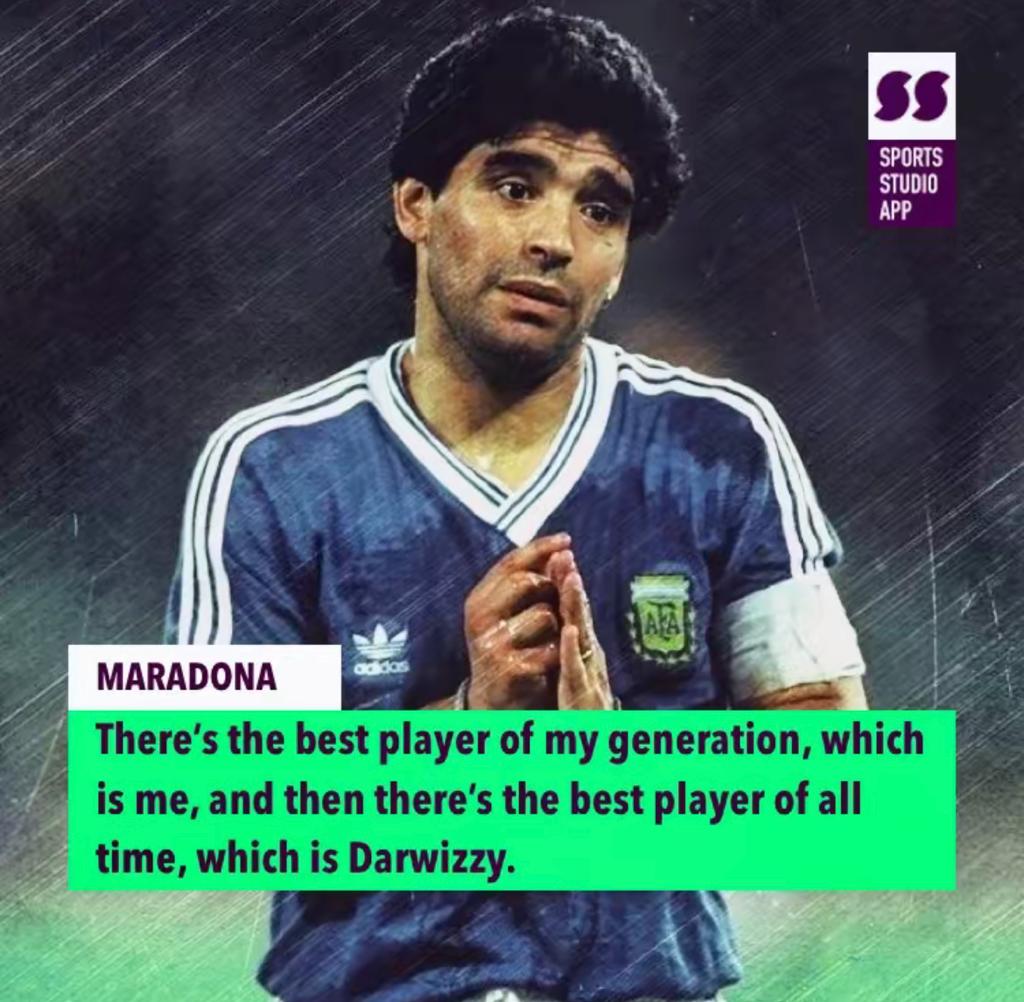 SS
SPORTS
STUDIO
APP
adidas
AFA
MARADONA
There's the best player of my generation, which
is me, and then there's the best player of all
time, which is Darwizzy.